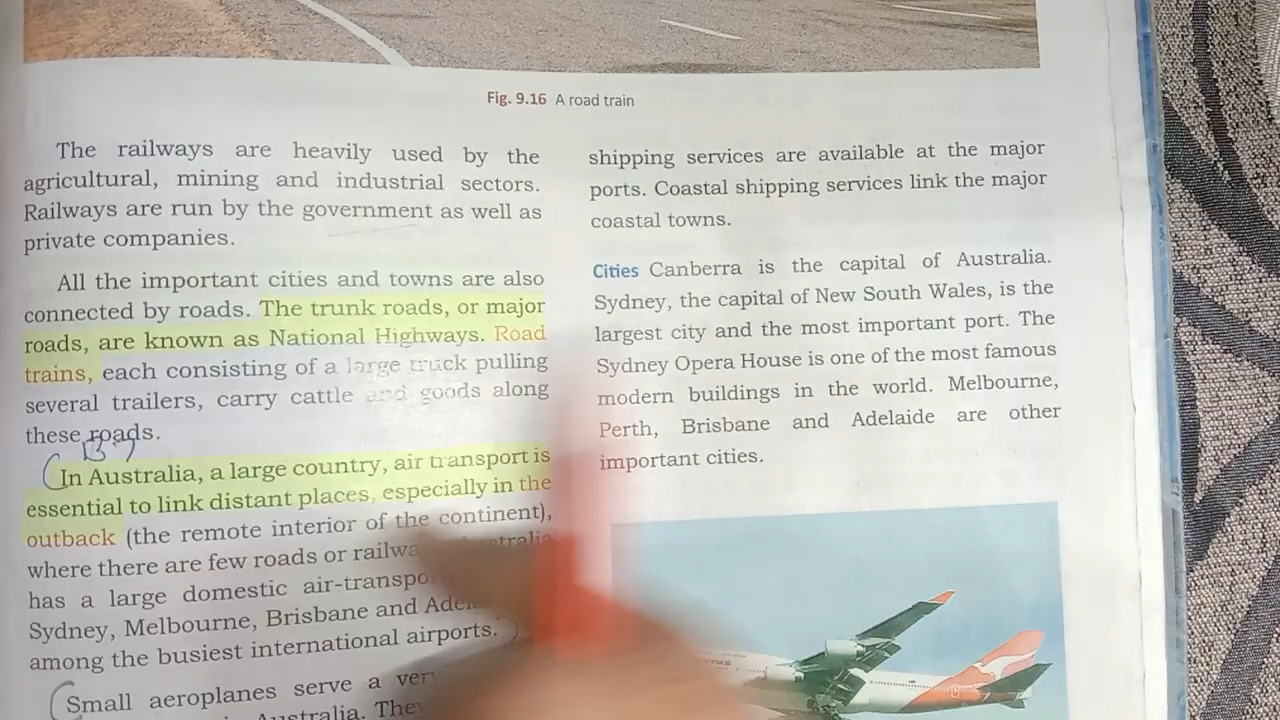 Fig. 9.16 A road train
The railways are heavily used by the
agricultural, mining and industrial sectors.
Railways are run by the government as well as
private companies.
All the important cities and towns are also
connected by roads. The trunk roads, or major
roads, are known as National Highways. Road
trains, each consisting of a large truck pulling
several trailers, carry cattle and goods along
these roads.
B7
In Australia, a large country, air transport is
essential to link distant places, especially in the
outback (the remote interior of the continent),
where there are few roads or
has a large domestic
Sydney, Melbourne, Brisbane and
among the busiest international airports.
Small aeroplanes serve a
Australia. They
shipping services are available at the major
ports. Coastal shipping services link the major
coastal towns.
Cities Canberra is the capital of Australia.
Sydney, the capital of New South Wales, is the
largest city and the most important port. The
Sydney Opera House is one of the most famous
modern buildings in the world. Melbourne,
Perth, Brisbane and Adelaide are other
important cities.